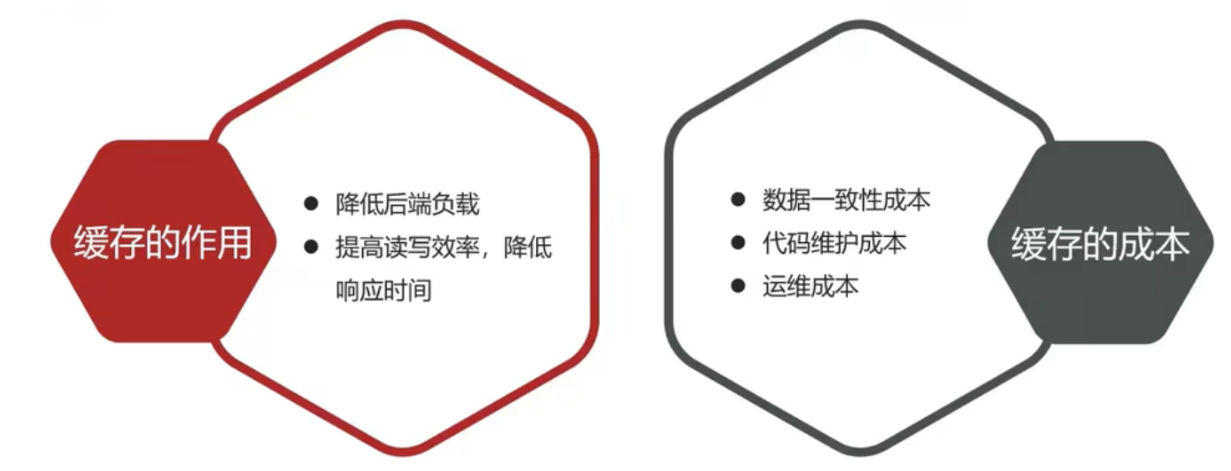 缓存的作用
降低后端负载
提高读写效率，降低
响应时间
数据一致性成本
代码维护成本
运维成本
缓存的成本